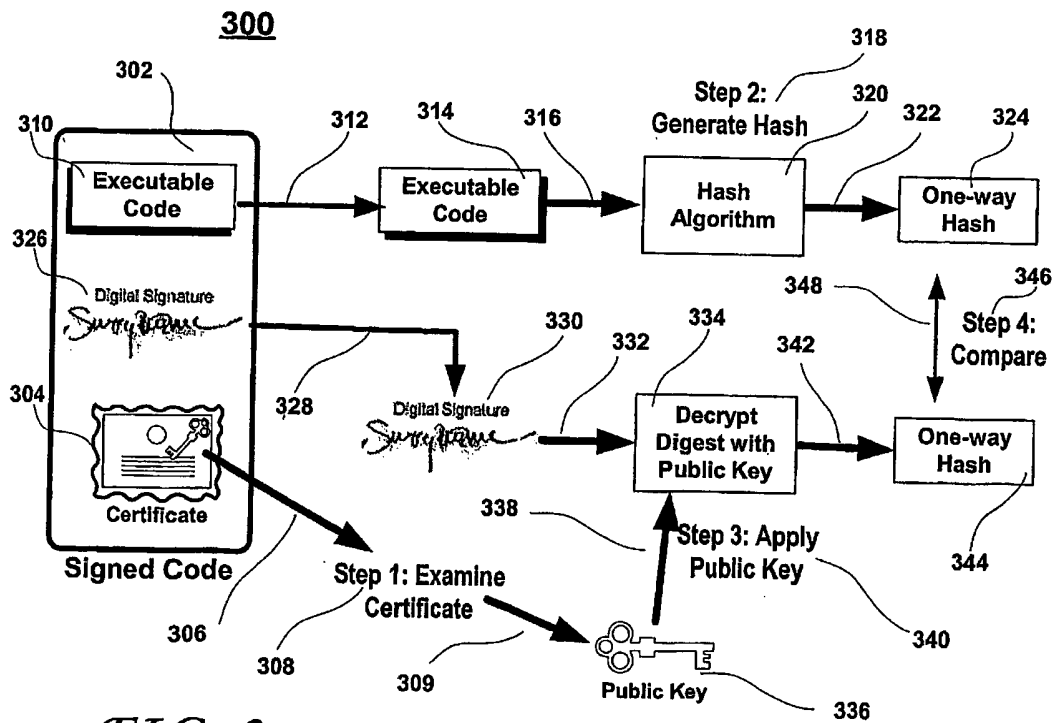 300
302
310
Executable
Code
312
314
Executable
Code
316
318
Step 2:
Generate Hash
320
Hash
Algorithm
322
324
One-way
Hash
326
Digital Signature
328
330
Digital Signature
332
334
Decrypt
Digest with
Public Key
342
348
346
Step 4:
Compare
One-way
Hash
344
304
Certificate
Signed Code
306
Step 1: Examine
Certificate
308
309
338
Step 3: Apply
Public Key
340
Public Key
336